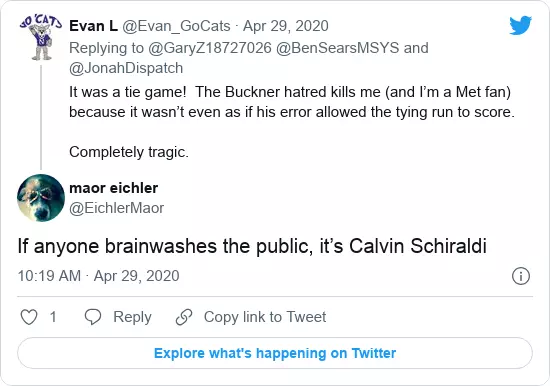 GO 'CATS
Evan L @Evan_GoCats · Apr 29, 2020
Replying to @GaryZ18727026 @BenSearsMSYS and
@JonahDispatch
It was a tie game!  The Buckner hatred kills me (and I’m a Met fan)
because it wasn’t even as if his error allowed the tying run to score.
Completely tragic.
maor eichler
@EichlerMaor
If anyone brainwashes the public, it’s Calvin Schiraldi
10:19 AM · Apr 29, 2020
1 Reply Copy link to Tweet
Explore what's happening on Twitter